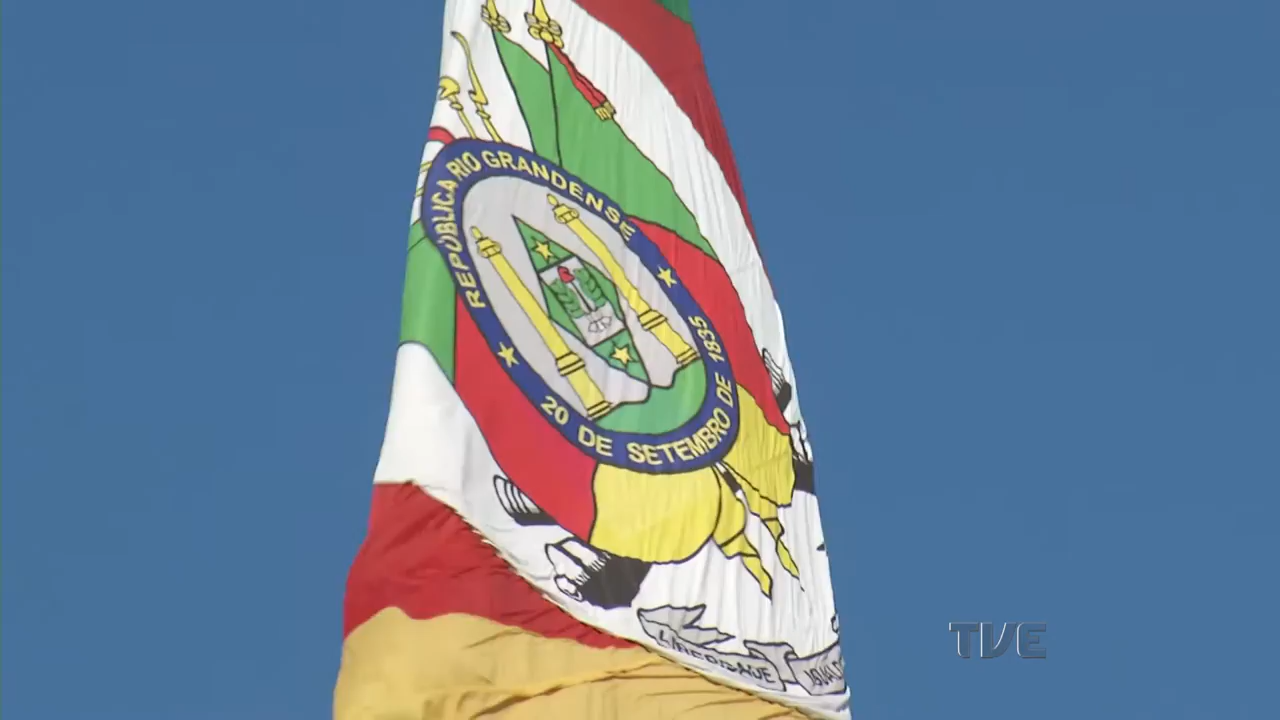 REPÚBLICA RIO GRANDENSE
20 DE SETEMBRO DE 1835
LIBERDADE
TVE